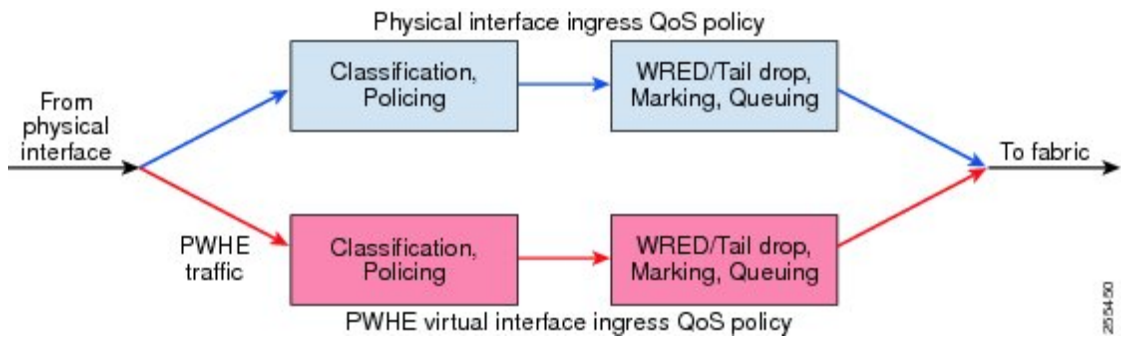 Physical interface ingress QoS policy
Classification,
Policing
WRED/Tail drop,
Marking, Queuing
From
physical
interface
To fabric
PWHE
traffic
Classification,
Policing
WRED/Tail drop,
Marking, Queuing
PWHE virtual interface ingress QoS policy
255450